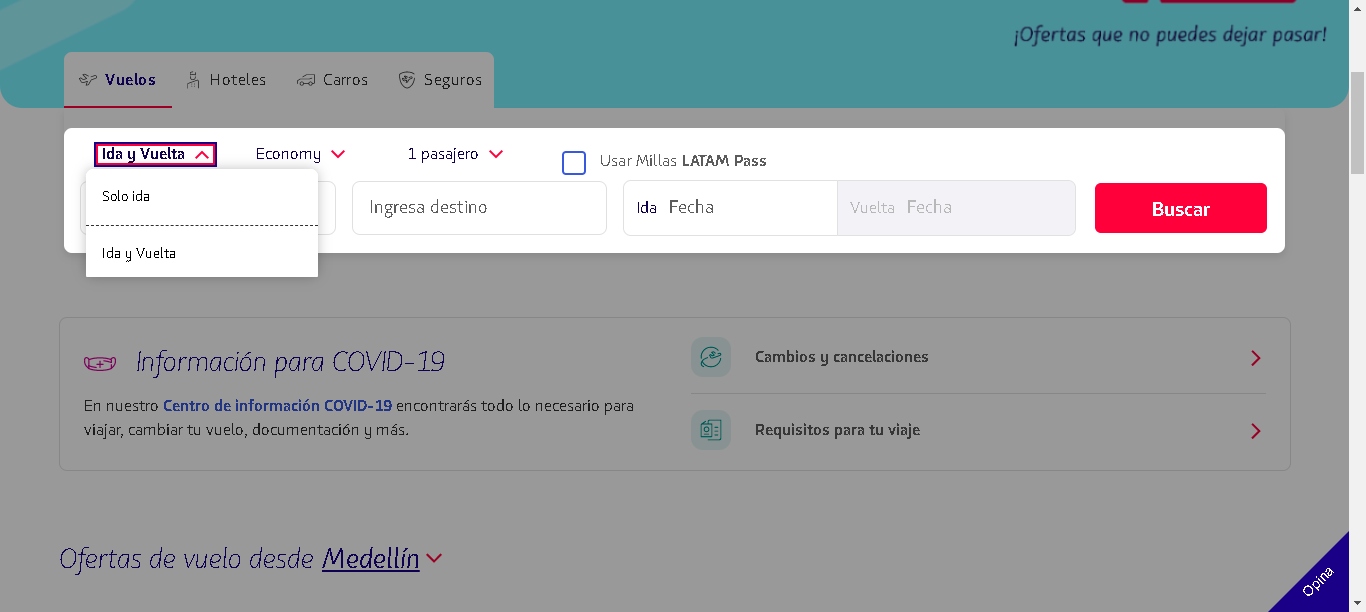 ¡Ofertas que no puedes dejar pasar!
Vuelos Hoteles Carros Seguros
Ida y Vuelta Economy 1 pasajero Usar Millas LATAM Pass
Solo ida
Ingresa destino Ida Fecha Vuelta Fecha Buscar
Ida y Vuelta
Información para COVID-19
En nuestro Centro de información COVID-19 encontrarás todo lo necesario para
viajar, cambiar tu vuelo, documentación y más.
Cambios y cancelaciones
Requisitos para tu viaje
Ofertas de vuelo desde Medellín
Opina